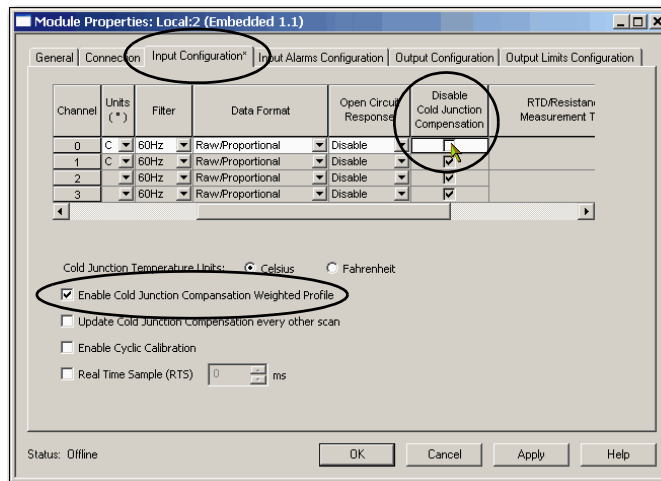 Module Properties: Local:2 (Embedded 1.1)
General Connection Input Configuration* Input Alarms Configuration Output Configuration Output Limits Configuration
Channel Units (°) Filter Data Format Open Circuit Response Disable Cold Junction Compensation RTD/Resistanc Measurement T
0 C 60Hz Raw/Proportional Disable
1 C 60Hz Raw/Proportional Disable
2 60Hz Raw/Proportional Disable
3 60Hz Raw/Proportional Disable
Cold Junction Temperature Units: Celsius Fahrenheit
Enable Cold Junction Compansation Weighted Profile
Update Cold Junction Compensation every other scan
Enable Cyclic Calibration
Real Time Sample (RTS) 0 ms
Status: Offline OK Cancel Apply Help